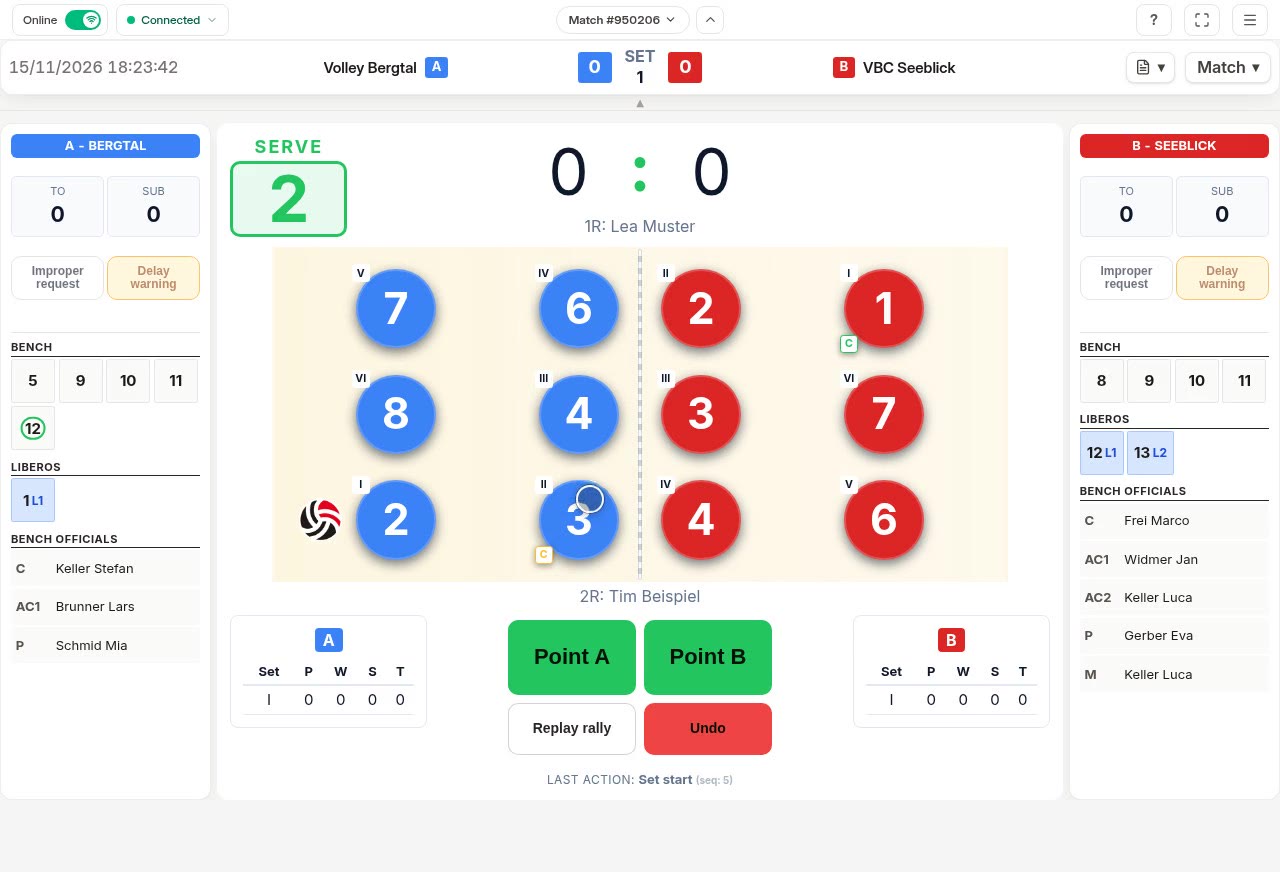 Online
Connected
Match #950206
?
15/11/2026 18:23:42
Volley Bergtal A
0 SET 0
1
B VBC Seeblick
▾
Match ▾
▲
A - BERGTAL
TO SUB
0 0
Improper request
Delay warning
BENCH
5 9 10 11
12
LIBEROS
1 L1
BENCH OFFICIALS
C Keller Stefan
AC1 Brunner Lars
P Schmid Mia
SERVE
2
0 : 0
1R: Lea Muster
V 7
IV 6
II 2
I 1
C
VI 8
III 4
III 3
VI 7
I 2
II 3
C
IV 4
V 6
2R: Tim Beispiel
A
Set P W S T
I 0 0 0 0
Point A
Point B
Replay rally
Undo
LAST ACTION: Set start (seq: 5)
B
Set P W S T
I 0 0 0 0
B - SEEBLICK
TO SUB
0 0
Improper request
Delay warning
BENCH
8 9 10 11
LIBEROS
12 L1 13 L2
BENCH OFFICIALS
C Frei Marco
AC1 Widmer Jan
AC2 Keller Luca
P Gerber Eva
M Keller Luca